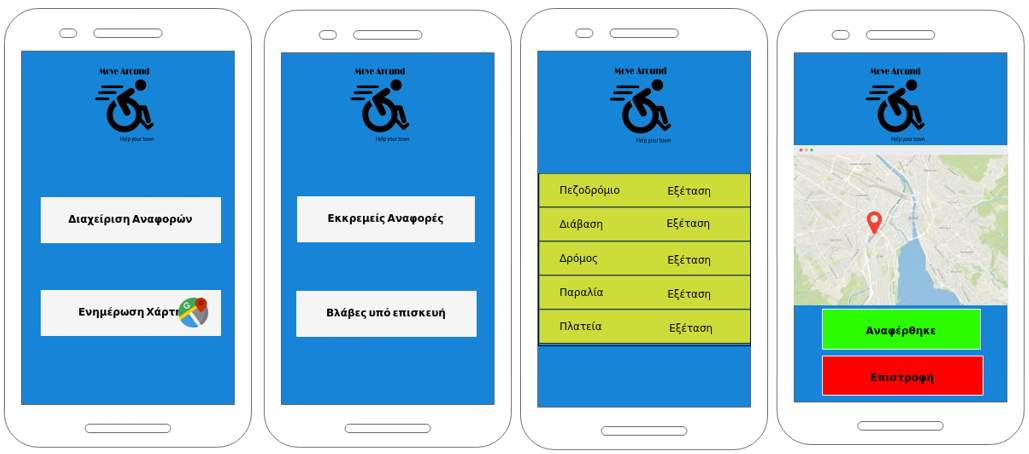 Move Around
Help your town
Διαχείριση Αναφορών
Ενημέρωση Χάρτη
G
Move Around
Help your town
Εκκρεμείς Αναφορές
Βλάβες υπό επισκευή
Move Around
Help your town
Πεζοδρόμιο Εξέταση
Διάβαση Εξέταση
Δρόμος Εξέταση
Παραλία Εξέταση
Πλατεία Εξέταση
Move Around
Help your town
Αναφέρθηκε
Επιστροφή